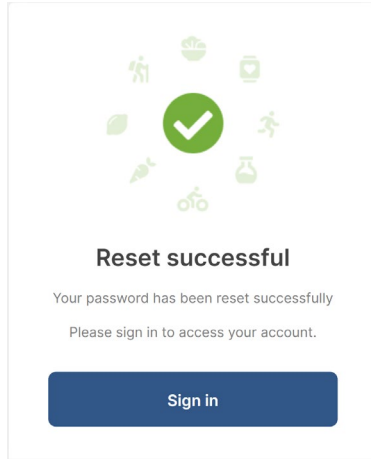 Reset successful
Your password has been reset successfully
Please sign in to access your account.
Sign in